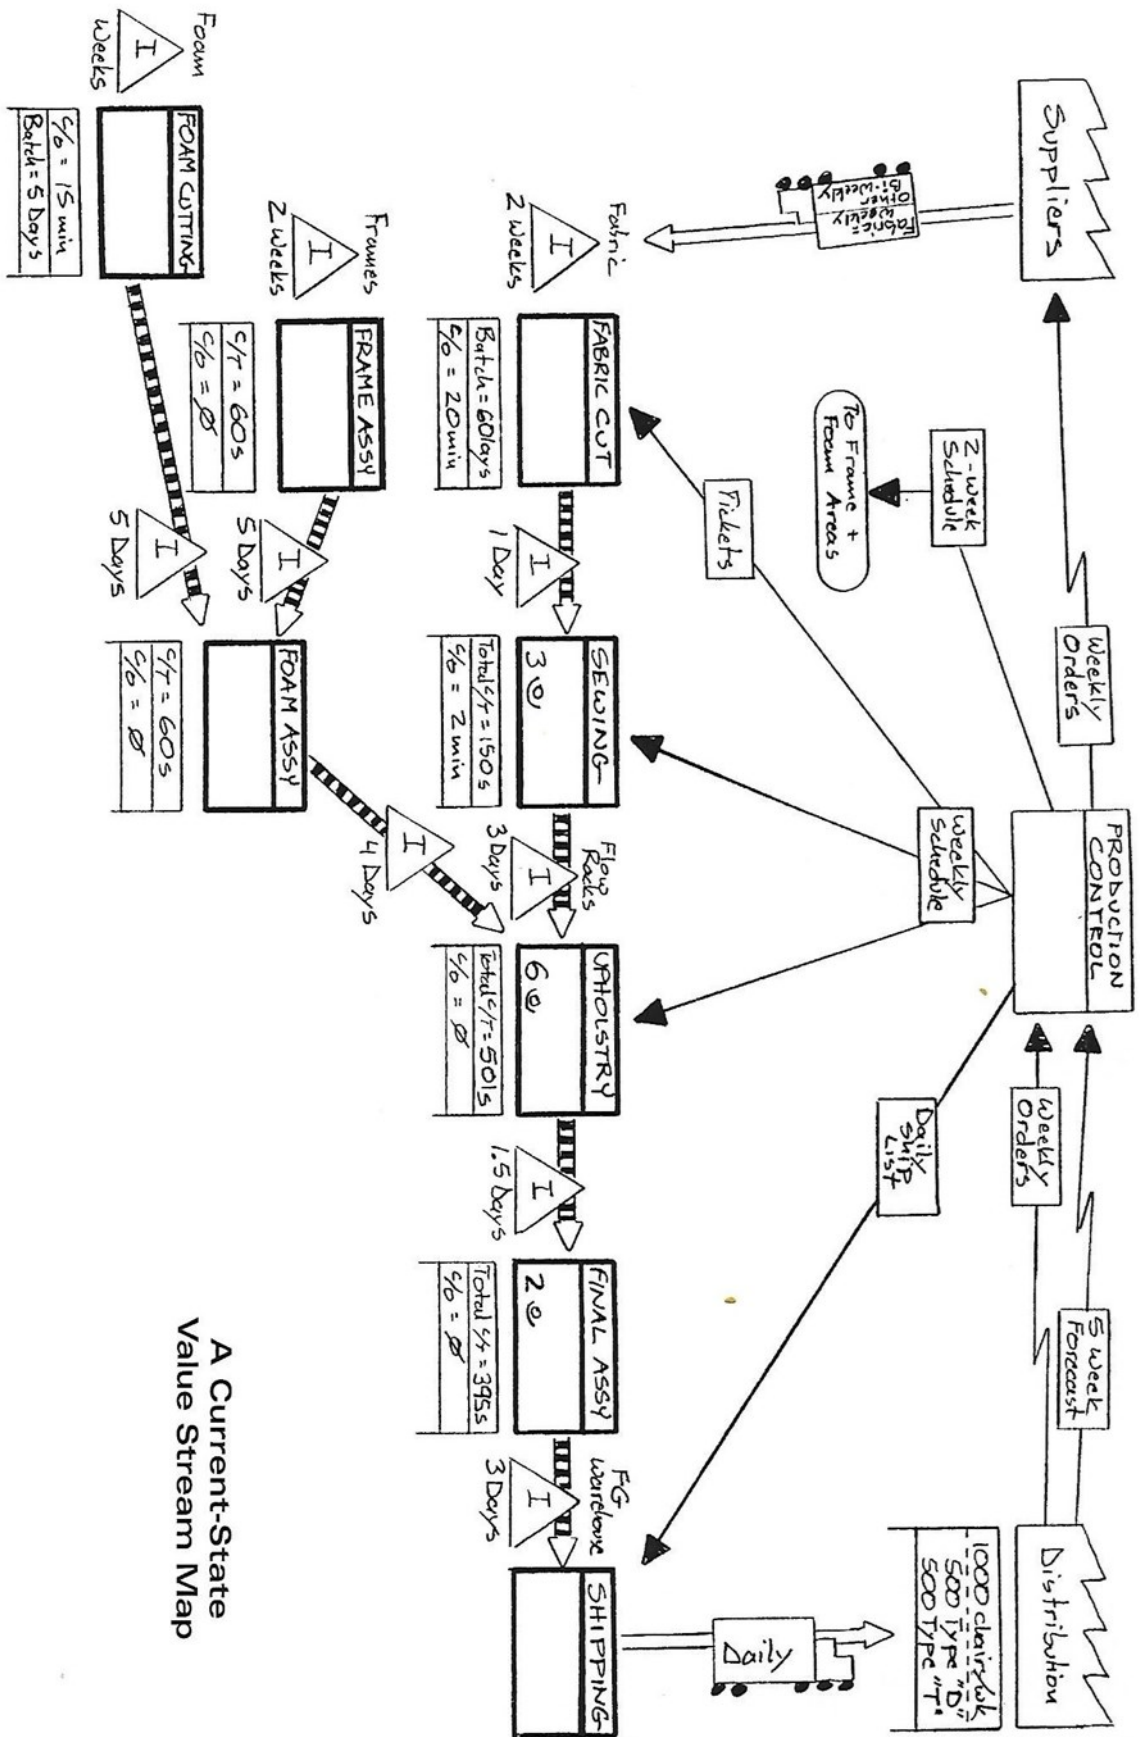 Suppliers
Weekly
Orders
PRODUCTION
CONTROL
5 Week
Forecast
Weekly
Orders
Distribution
1000 chairs/wk
500 Type "D"
500 Type "T"
2-week
Schedule
To Frame +
Foam Areas
Fabric =
Weekly
Other
Bi-Weekly
Tickets
Weekly
Schedule
Daily
Ship
List
Daily
Fabric
I
2 weeks
FABRIC CUT
Batch = 60lays
C/O = 20 min
I
1 Day
SEWING
3
Total C/T = 150s
C/O = 2 min
Flow
Racks
I
3 Days
UPHOLSTRY
6
Total C/T = 501s
C/O = Ø
I
1.5 Days
FINAL ASSY
2
Total C/T = 395s
C/O = Ø
FG
Warehouse
I
3 Days
SHIPPING
Frames
I
2 weeks
FRAME ASSY
C/T = 60s
C/O = Ø
I
5 Days
FOAM ASSY
C/T = 60s
C/O = Ø
I
4 Days
Foam
I
Weeks
FOAM CUTTING
C/O = 15 min
Batch = 5 Days
I
5 Days
A Current-State
Value Stream Map